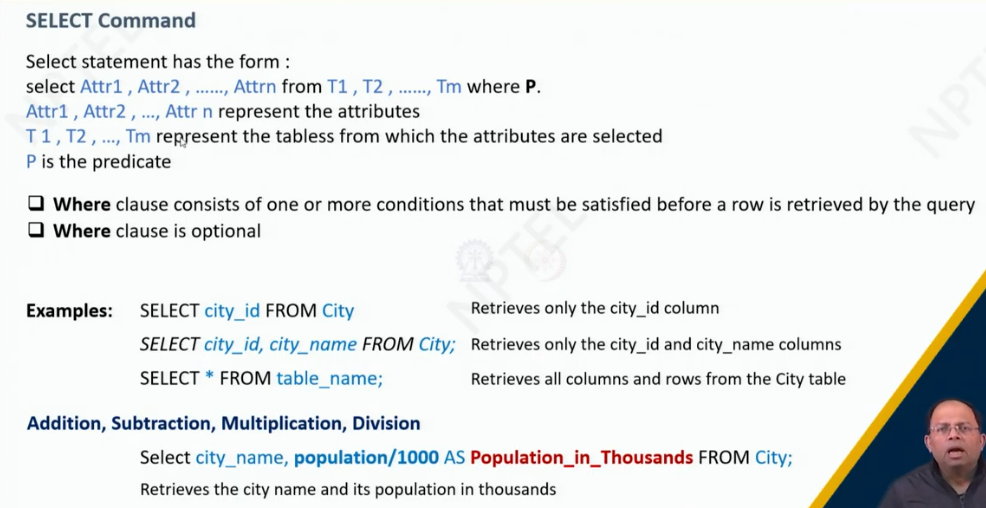 SELECT Command
Select statement has the form :
select Attr1 , Attr2 , ......, Attrn from T1 , T2 , ......, Tm where P.
Attr1 , Attr2 , ..., Attr n represent the attributes
T 1 , T2 , ..., Tm represent the tabless from which the attributes are selected
P is the predicate
❑ Where clause consists of one or more conditions that must be satisfied before a row is retrieved by the query
❑ Where clause is optional
Examples: SELECT city_id FROM City Retrieves only the city_id column
SELECT city_id, city_name FROM City; Retrieves only the city_id and city_name columns
SELECT * FROM table_name; Retrieves all columns and rows from the City table
Addition, Subtraction, Multiplication, Division
Select city_name, population/1000 AS Population_in_Thousands FROM City;
Retrieves the city name and its population in thousands
NPTEL